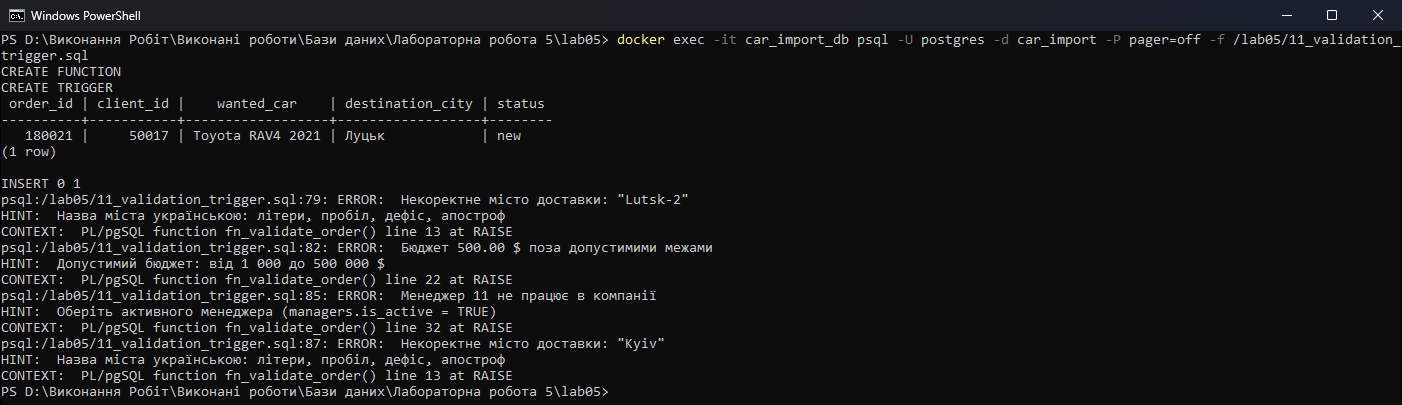 Windows PowerShell
PS D:\Виконання Робіт\Виконані роботи\Бази даних\Лабораторна робота 5\lab05> docker exec -it car_import_db psql -U postgres -d car_import -P pager=off -f /lab05/11_validation_
trigger.sql
CREATE FUNCTION
CREATE TRIGGER
 order_id | client_id |    wanted_car    | destination_city | status
----------+-----------+------------------+------------------+--------
   180021 |     50017 | Toyota RAV4 2021 | Луцьк            | new
(1 row)

INSERT 0 1
psql:/lab05/11_validation_trigger.sql:79: ERROR:  Некоректне місто доставки: "Lutsk-2"
HINT:  Назва міста українською: літери, пробіл, дефіс, апостроф
CONTEXT:  PL/pgSQL function fn_validate_order() line 13 at RAISE
psql:/lab05/11_validation_trigger.sql:82: ERROR:  Бюджет 500.00 $ поза допустимими межами
HINT:  Допустимий бюджет: від 1 000 до 500 000 $
CONTEXT:  PL/pgSQL function fn_validate_order() line 22 at RAISE
psql:/lab05/11_validation_trigger.sql:85: ERROR:  Менеджер 11 не працює в компанії
HINT:  Оберіть активного менеджера (managers.is_active = TRUE)
CONTEXT:  PL/pgSQL function fn_validate_order() line 32 at RAISE
psql:/lab05/11_validation_trigger.sql:87: ERROR:  Некоректне місто доставки: "Kyiv"
HINT:  Назва міста українською: літери, пробіл, дефіс, апостроф
CONTEXT:  PL/pgSQL function fn_validate_order() line 13 at RAISE
PS D:\Виконання Робіт\Виконані роботи\Бази даних\Лабораторна робота 5\lab05>